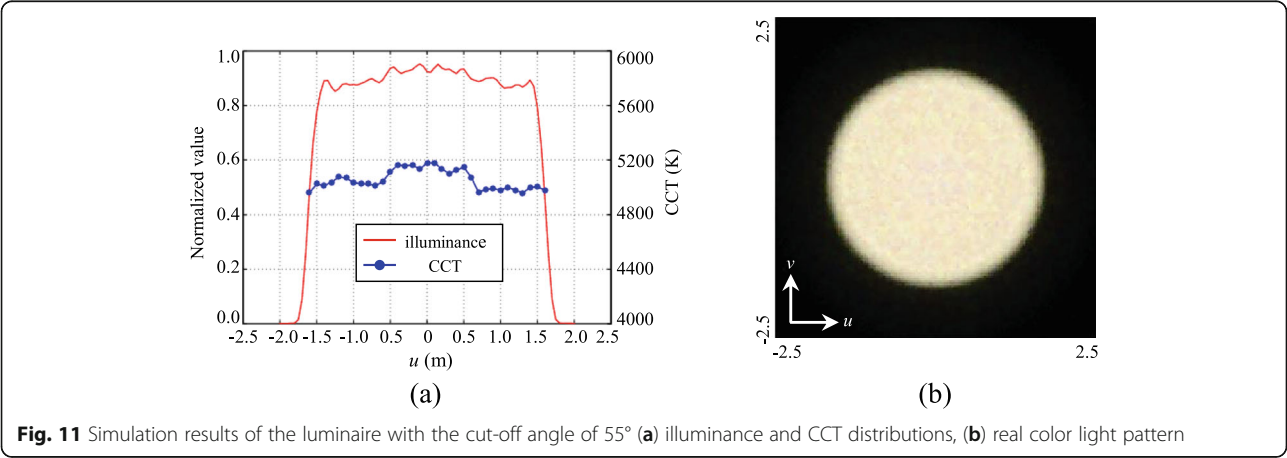 1.0
0.8
0.6
0.4
0.2
0.0
Normalized value
6000
5600
5200
4800
4400
4000
CCT (K)
illuminance
CCT
-2.5 -2.0 -1.5 -1.0 -0.5 0 0.5 1.0 1.5 2.0 2.5
u (m)
(a)
2.5
-2.5
v
u
-2.5 2.5
(b)
Fig. 11 Simulation results of the luminaire with the cut-off angle of 55° (a) illuminance and CCT distributions, (b) real color light pattern